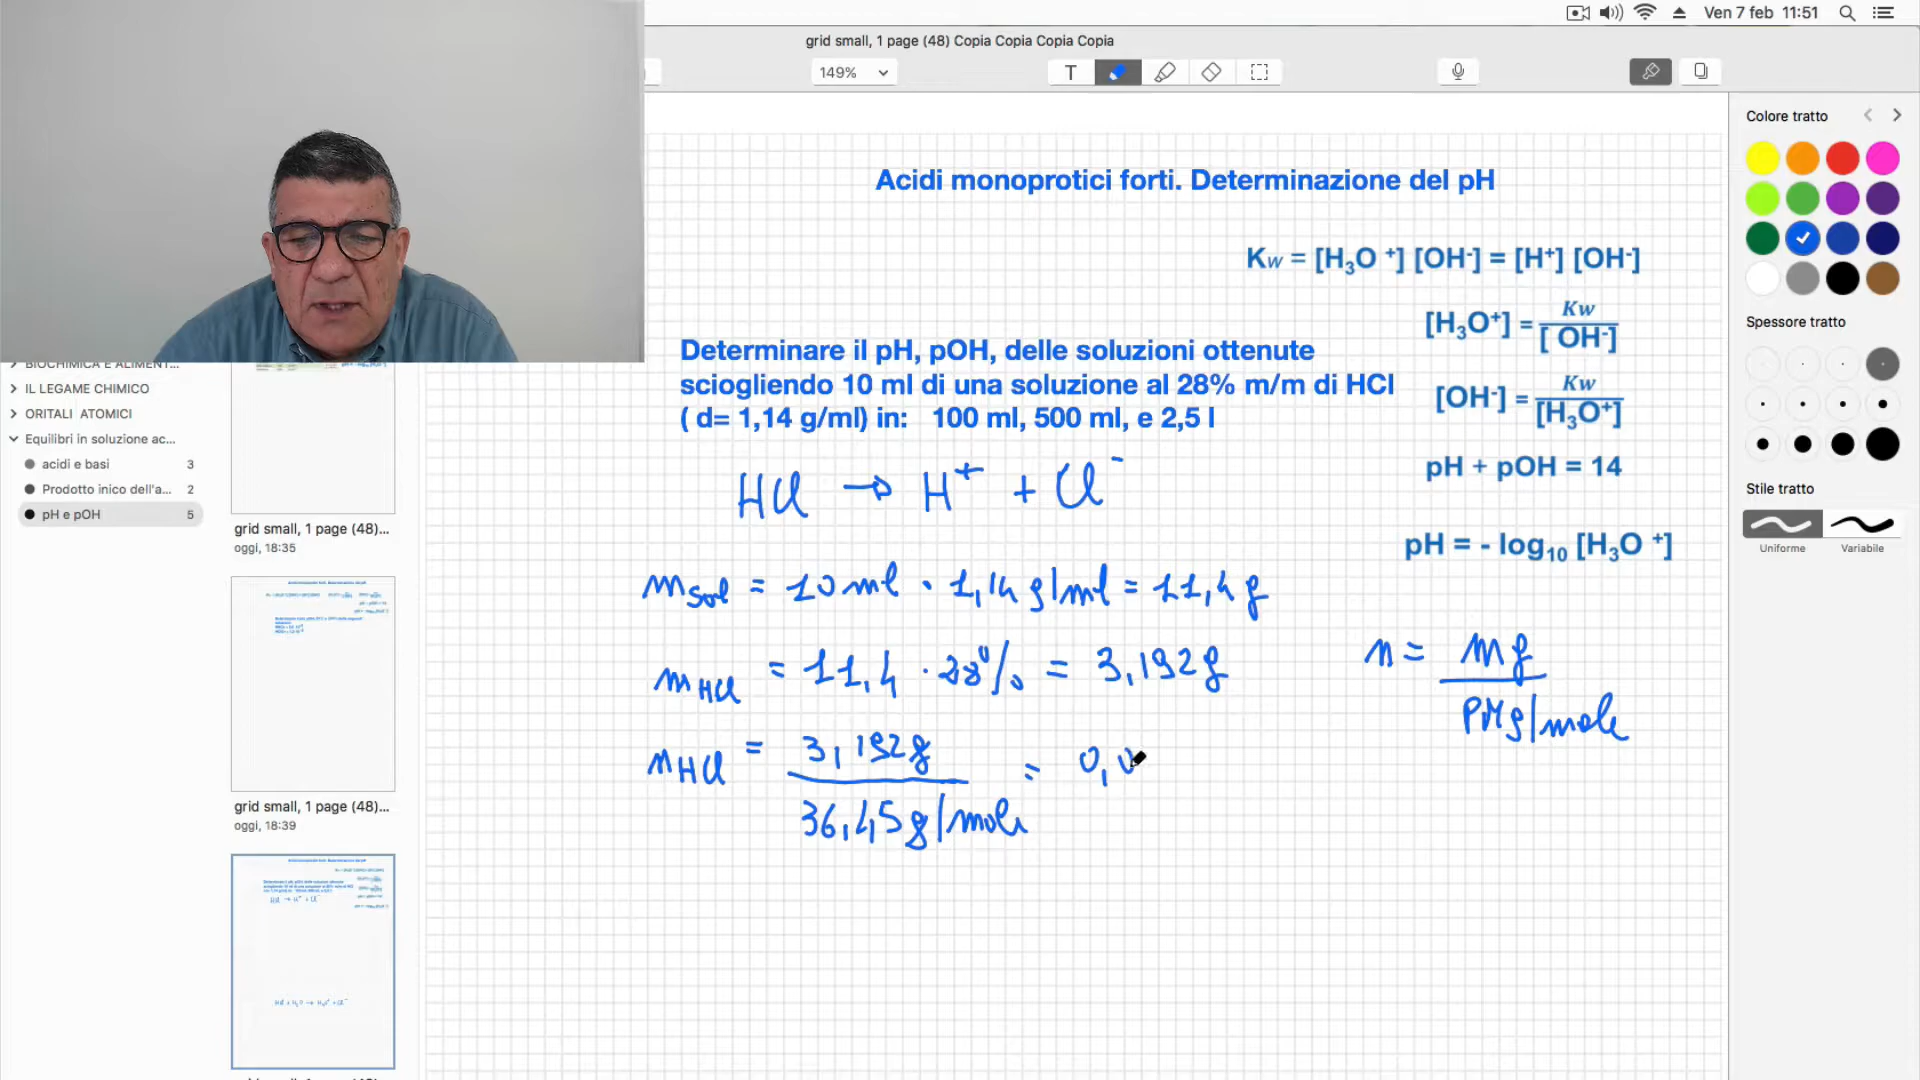 Ven 7 feb 11:51
grid small, 1 page (48) Copia Copia Copia Copia
149%
T
Colore tratto
Acidi monoprotici forti. Determinazione del pH
Kw = [H3O +] [OH-] = [H+] [OH-]
[H3O+] = Kw / [ OH-]
[OH-] = Kw / [H3O+]
pH + pOH = 14
pH = - log10 [H3O +]
Spessore tratto
Stile tratto
Uniforme
Variabile
Determinare il pH, pOH, delle soluzioni ottenute
sciogliendo 10 ml di una soluzione al 28% m/m di HCl
( d= 1,14 g/ml) in: 100 ml, 500 ml, e 2,5 l
HCl → H+ + Cl-
msol = 10 ml · 1,14 g/ml = 11,4 g
mHCl = 11,4 · 28% = 3,192 g
nHCl = 3,192 g / 36,45 g/mole = 0,0
n = m g / PM g/mole
BIOCHIMICA E ALIMENT...
IL LEGAME CHIMICO
ORITALI ATOMICI
Equilibri in soluzione ac...
acidi e basi 3
Prodotto inico dell'a... 2
pH e pOH 5
grid small, 1 page (48)...
oggi, 18:35
grid small, 1 page (48)...
oggi, 18:39